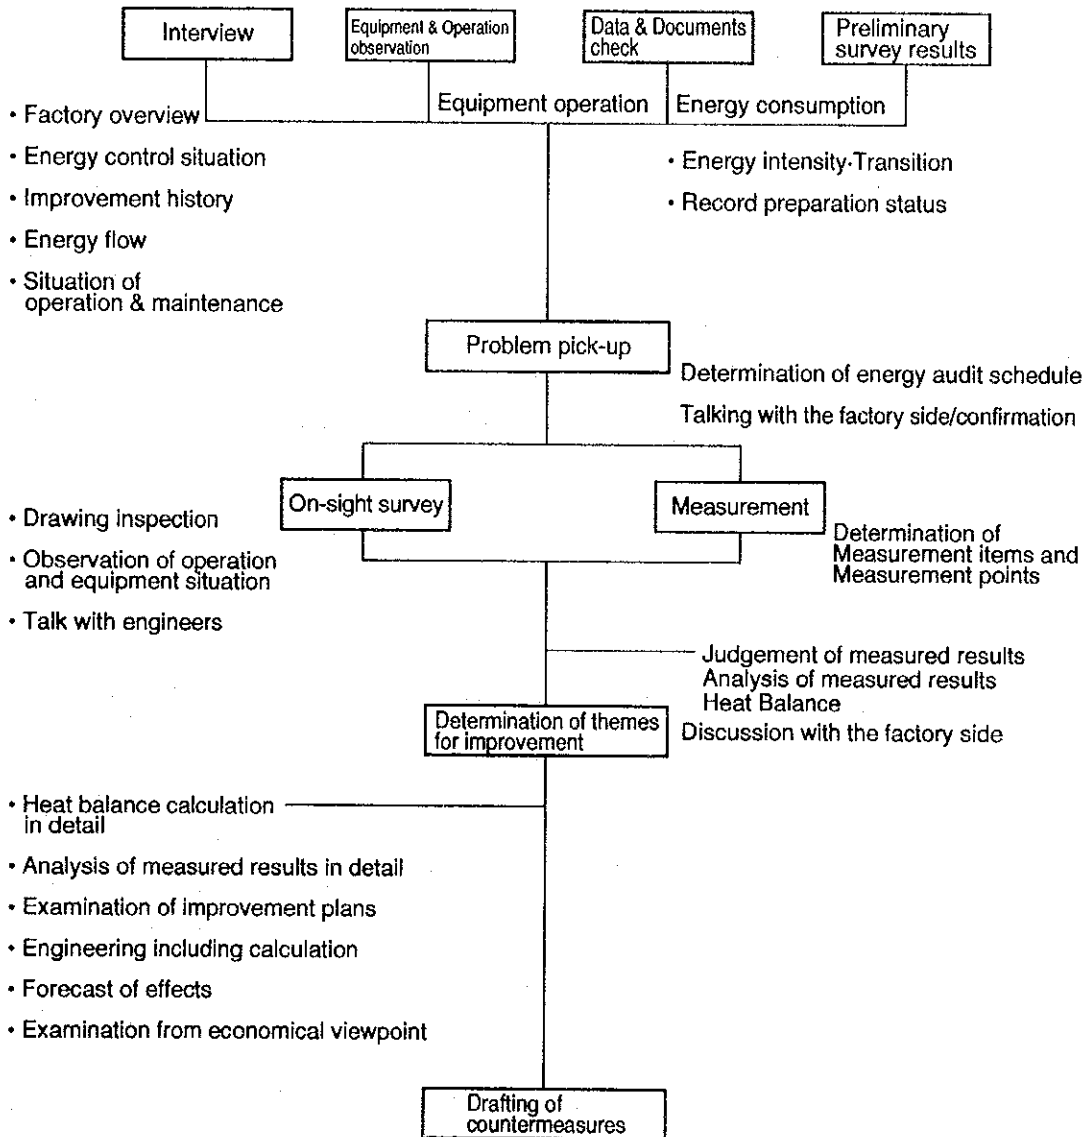 Interview
Equipment & Operation
observation
Data & Documents
check
Preliminary
survey results
Equipment operation
Energy consumption
• Factory overview
• Energy control situation
• Improvement history
• Energy flow
• Situation of
operation & maintenance
• Energy intensity·Transition
• Record preparation status
Problem pick-up
Determination of energy audit schedule
Talking with the factory side/confirmation
On-sight survey
Measurement
• Drawing inspection
• Observation of operation
and equipment situation
• Talk with engineers
Determination of
Measurement items and
Measurement points
Judgement of measured results
Analysis of measured results
Heat Balance
Determination of themes
for improvement
Discussion with the factory side
• Heat balance calculation
in detail
• Analysis of measured results in detail
• Examination of improvement plans
• Engineering including calculation
• Forecast of effects
• Examination from economical viewpoint
Drafting of
countermeasures